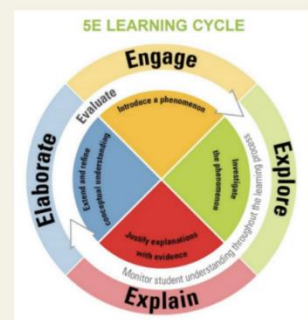 5E LEARNING CYCLE
Engage
Evaluate
Introduce a phenomenon
Explore
Investigate
the phenomenon
Elaborate
Extend and refine
conceptual understanding
Justify explanations
with evidence
Monitor student understanding throughout the learning process
Explain